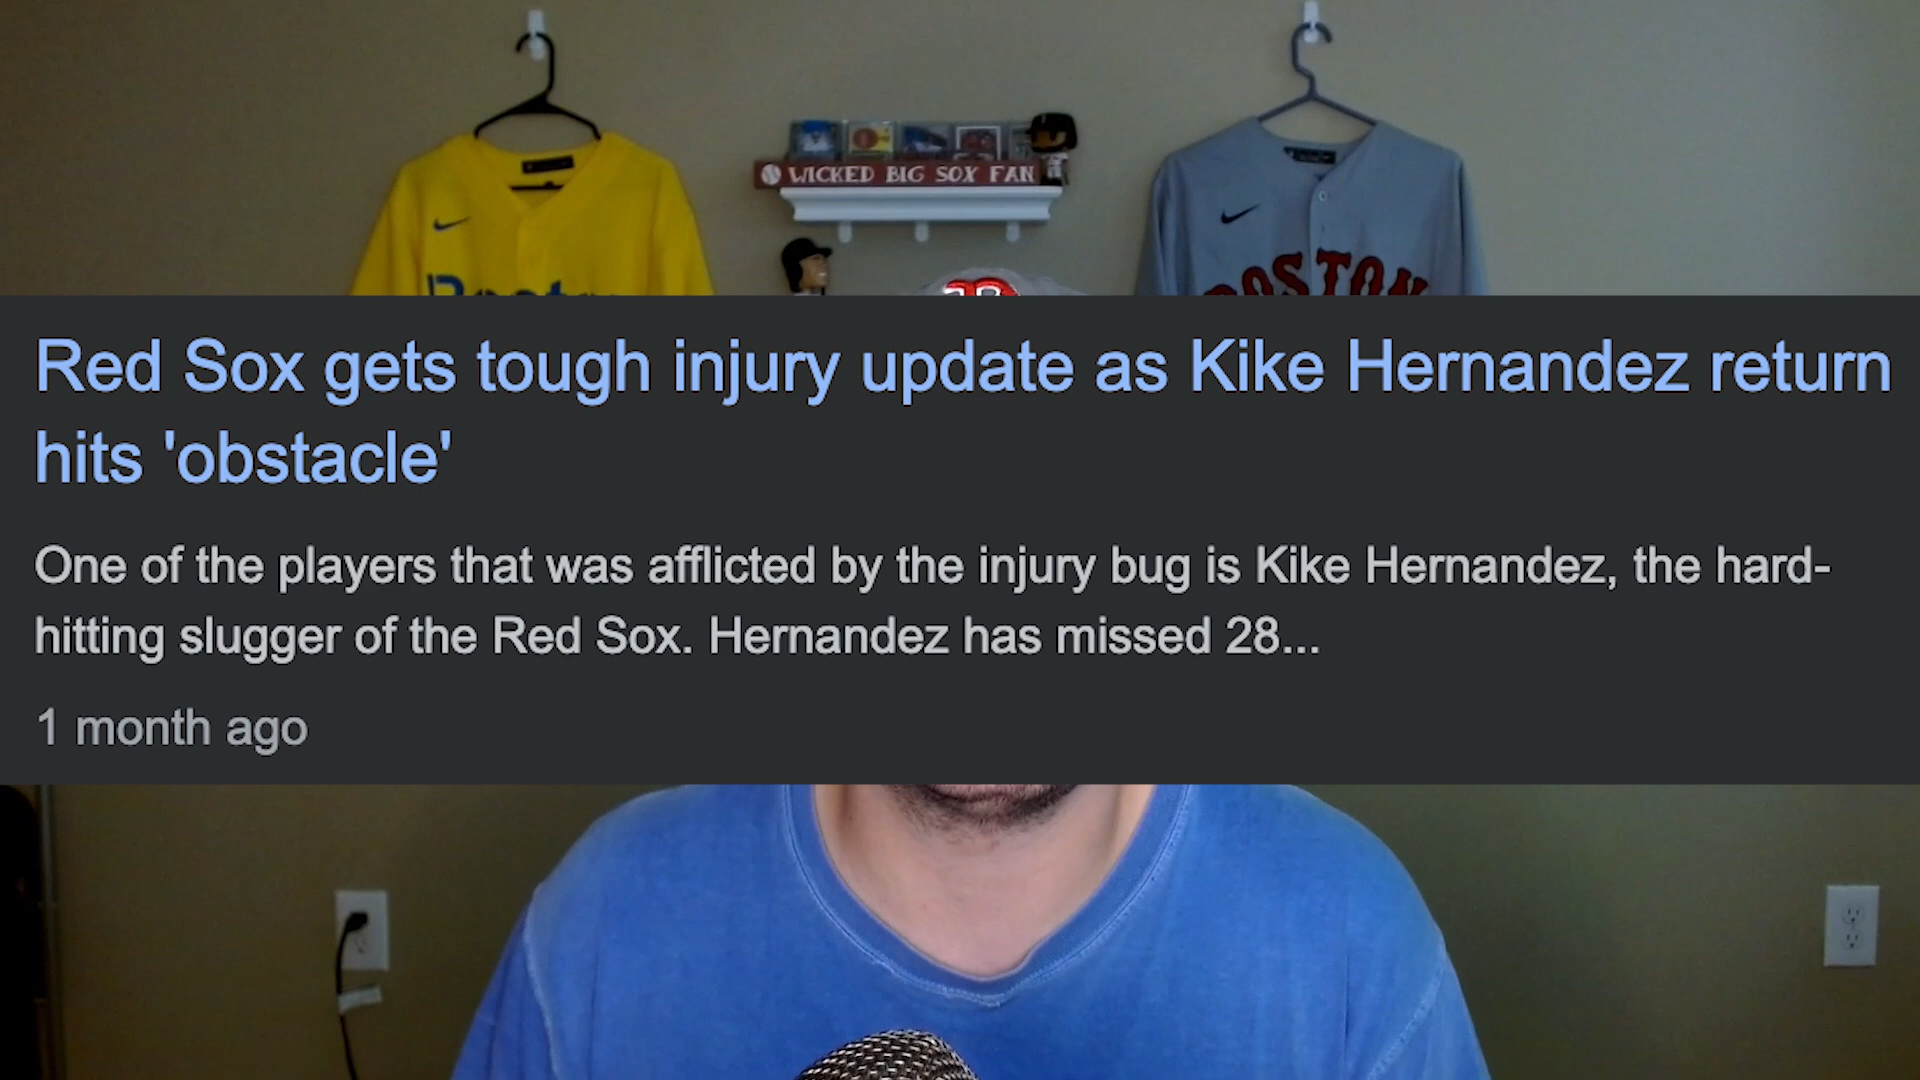 WICKED BIG SOX FAN
BOSTON
Red Sox gets tough injury update as Kike Hernandez return
hits 'obstacle'
One of the players that was afflicted by the injury bug is Kike Hernandez, the hard-
hitting slugger of the Red Sox. Hernandez has missed 28...
1 month ago